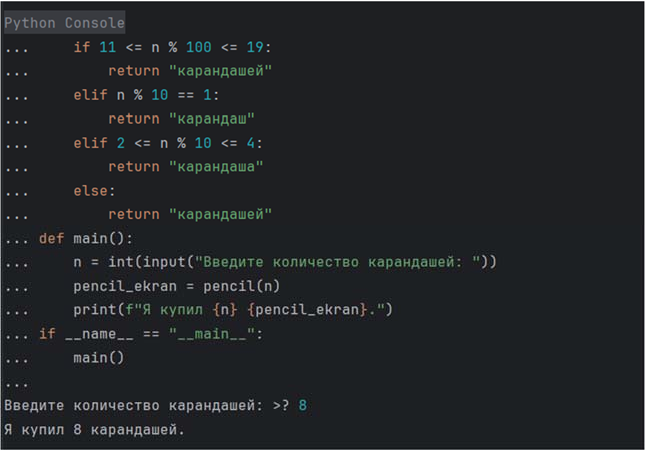 Python Console
...     if 11 <= n % 100 <= 19:
...         return "карандашей"
...     elif n % 10 == 1:
...         return "карандаш"
...     elif 2 <= n % 10 <= 4:
...         return "карандаша"
...     else:
...         return "карандашей"
... def main():
...     n = int(input("Введите количество карандашей: "))
...     pencil_ekran = pencil(n)
...     print(f"Я купил {n} {pencil_ekran}.")
... if __name__ == "__main__":
...     main()
...
Введите количество карандашей: >? 8
Я купил 8 карандашей.